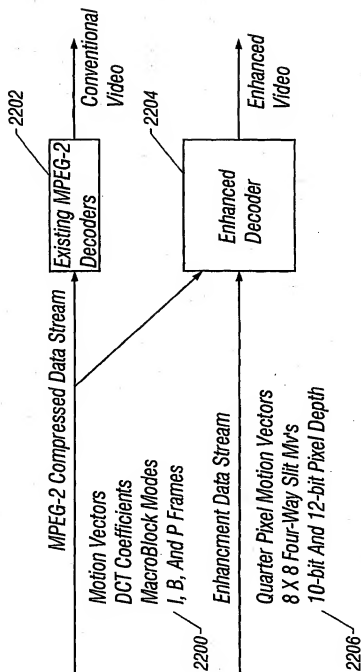 2202
Existing MPEG-2
Decoders
Conventional
Video
2204
Enhanced
Decoder
Enhanced
Video
MPEG-2 Compressed Data Stream
Motion Vectors
DCT Coefficients
MacroBlock Modes
I, B, And P Frames
2200
Enhancment Data Stream
Quarter Pixel Motion Vectors
8 X 8 Four-Way Slit Mv's
10-bit And 12-bit Pixel Depth
2206